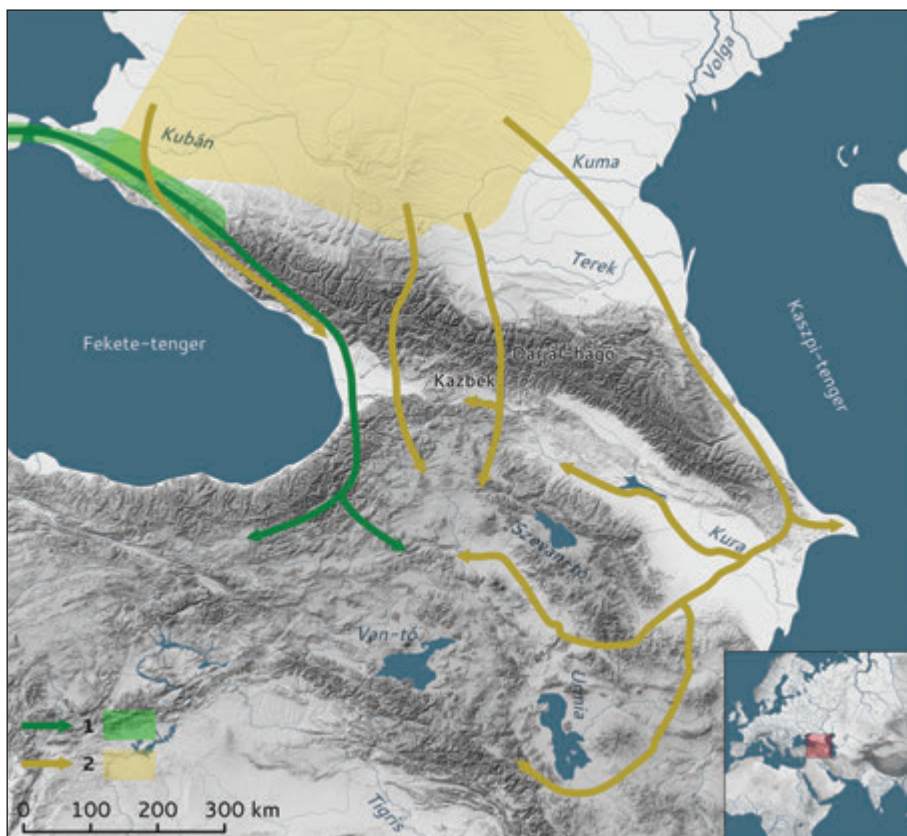 Volga
Kubán
Kuma
Terek
Fekete-tenger
Kaszpi-tenger
Darjal-hágó
Kazbek
Szeván-tó
Kura
Van-tó
Urmia
1
2
0 100 200 300 km
Tigris